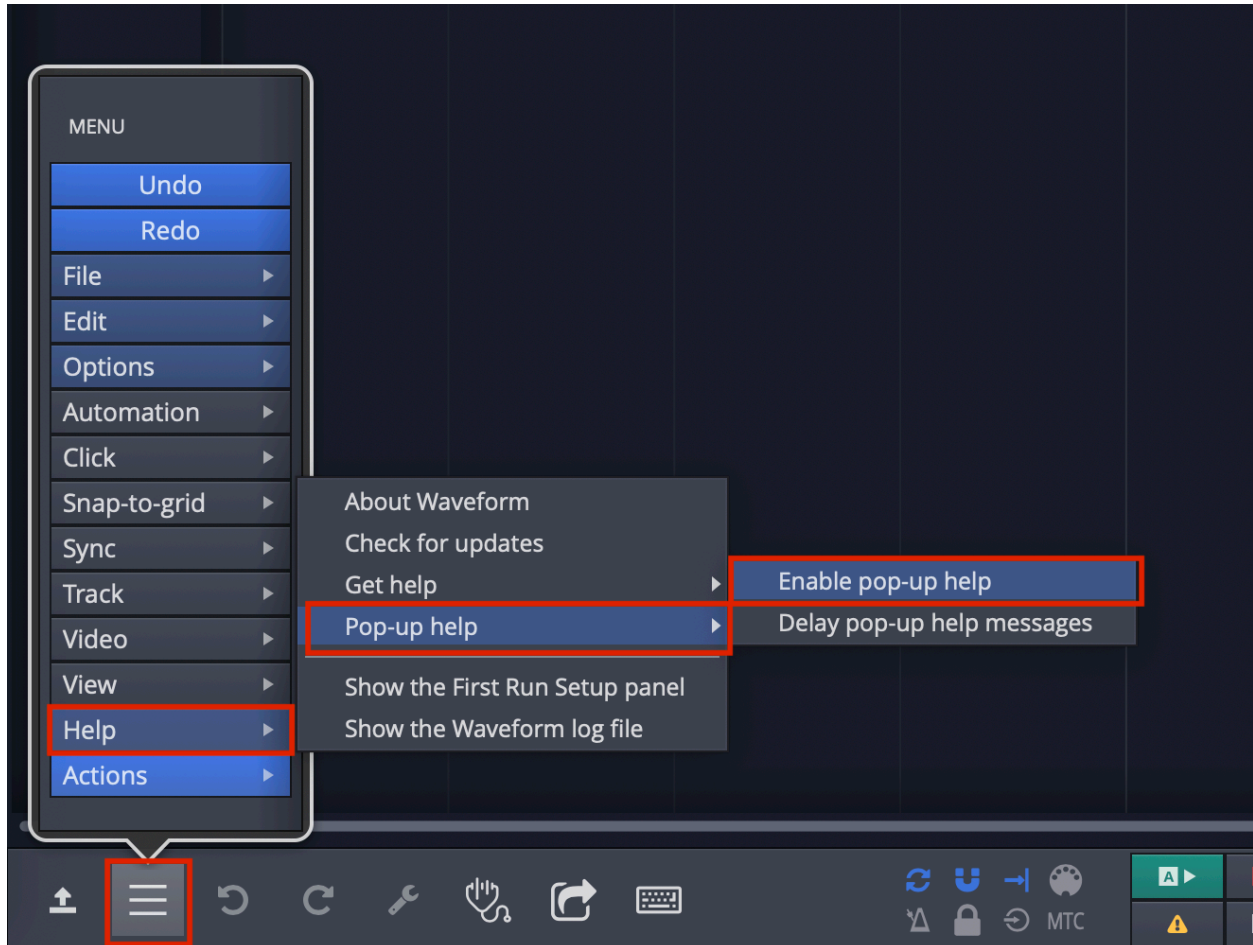 MENU
Undo
Redo
File
Edit
Options
Automation
Click
Snap-to-grid
Sync
Track
Video
View
Help
Actions
About Waveform
Check for updates
Get help
Pop-up help
Show the First Run Setup panel
Show the Waveform log file
Enable pop-up help
Delay pop-up help messages
A
MTC